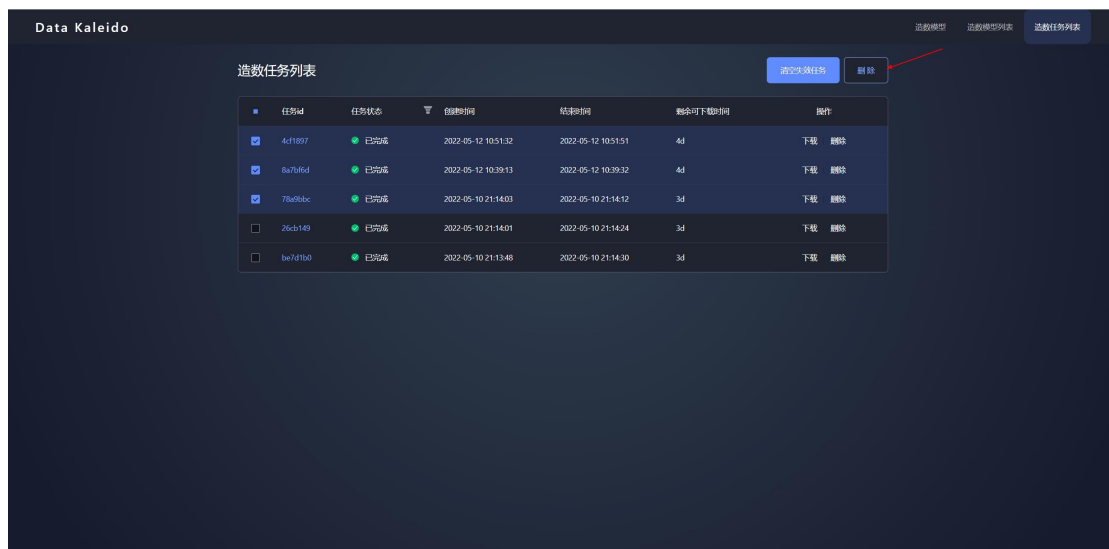 Data Kaleido 造数模型 造数模型列表 造数任务列表
造数任务列表 清空失效任务 删除
任务id 任务状态 创建时间 结束时间 剩余可下载时间 操作
4cf1897 已完成 2022-05-12 10:51:32 2022-05-12 10:51:51 4d 下载 删除
8a7bf6d 已完成 2022-05-12 10:39:13 2022-05-12 10:39:32 4d 下载 删除
78a9bbc 已完成 2022-05-10 21:14:03 2022-05-10 21:14:12 3d 下载 删除
26cb149 已完成 2022-05-10 21:14:01 2022-05-10 21:14:24 3d 下载 删除
be7d1b0 已完成 2022-05-10 21:13:48 2022-05-10 21:14:30 3d 下载 删除